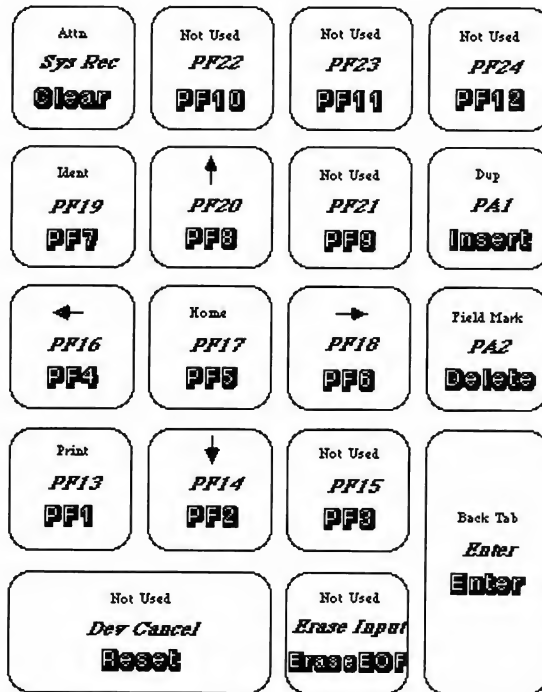 Attn
Sys Rec
Clear
Not Used
PF22
PF10
Not Used
PF23
PF11
Not Used
PF24
PF12
Ident
PF19
PF7
PF20
PF8
Not Used
PF21
PF9
Dup
PA1
Insert
PF16
PF4
Home
PF17
PF5
PF18
PF6
Field Mark
PA2
Delete
Print
PF13
PF1
PF14
PF2
Not Used
PF15
PF3
Back Tab
Enter
Enter
Not Used
Dev Cancel
Reset
Not Used
Erase Input
EraseEOF